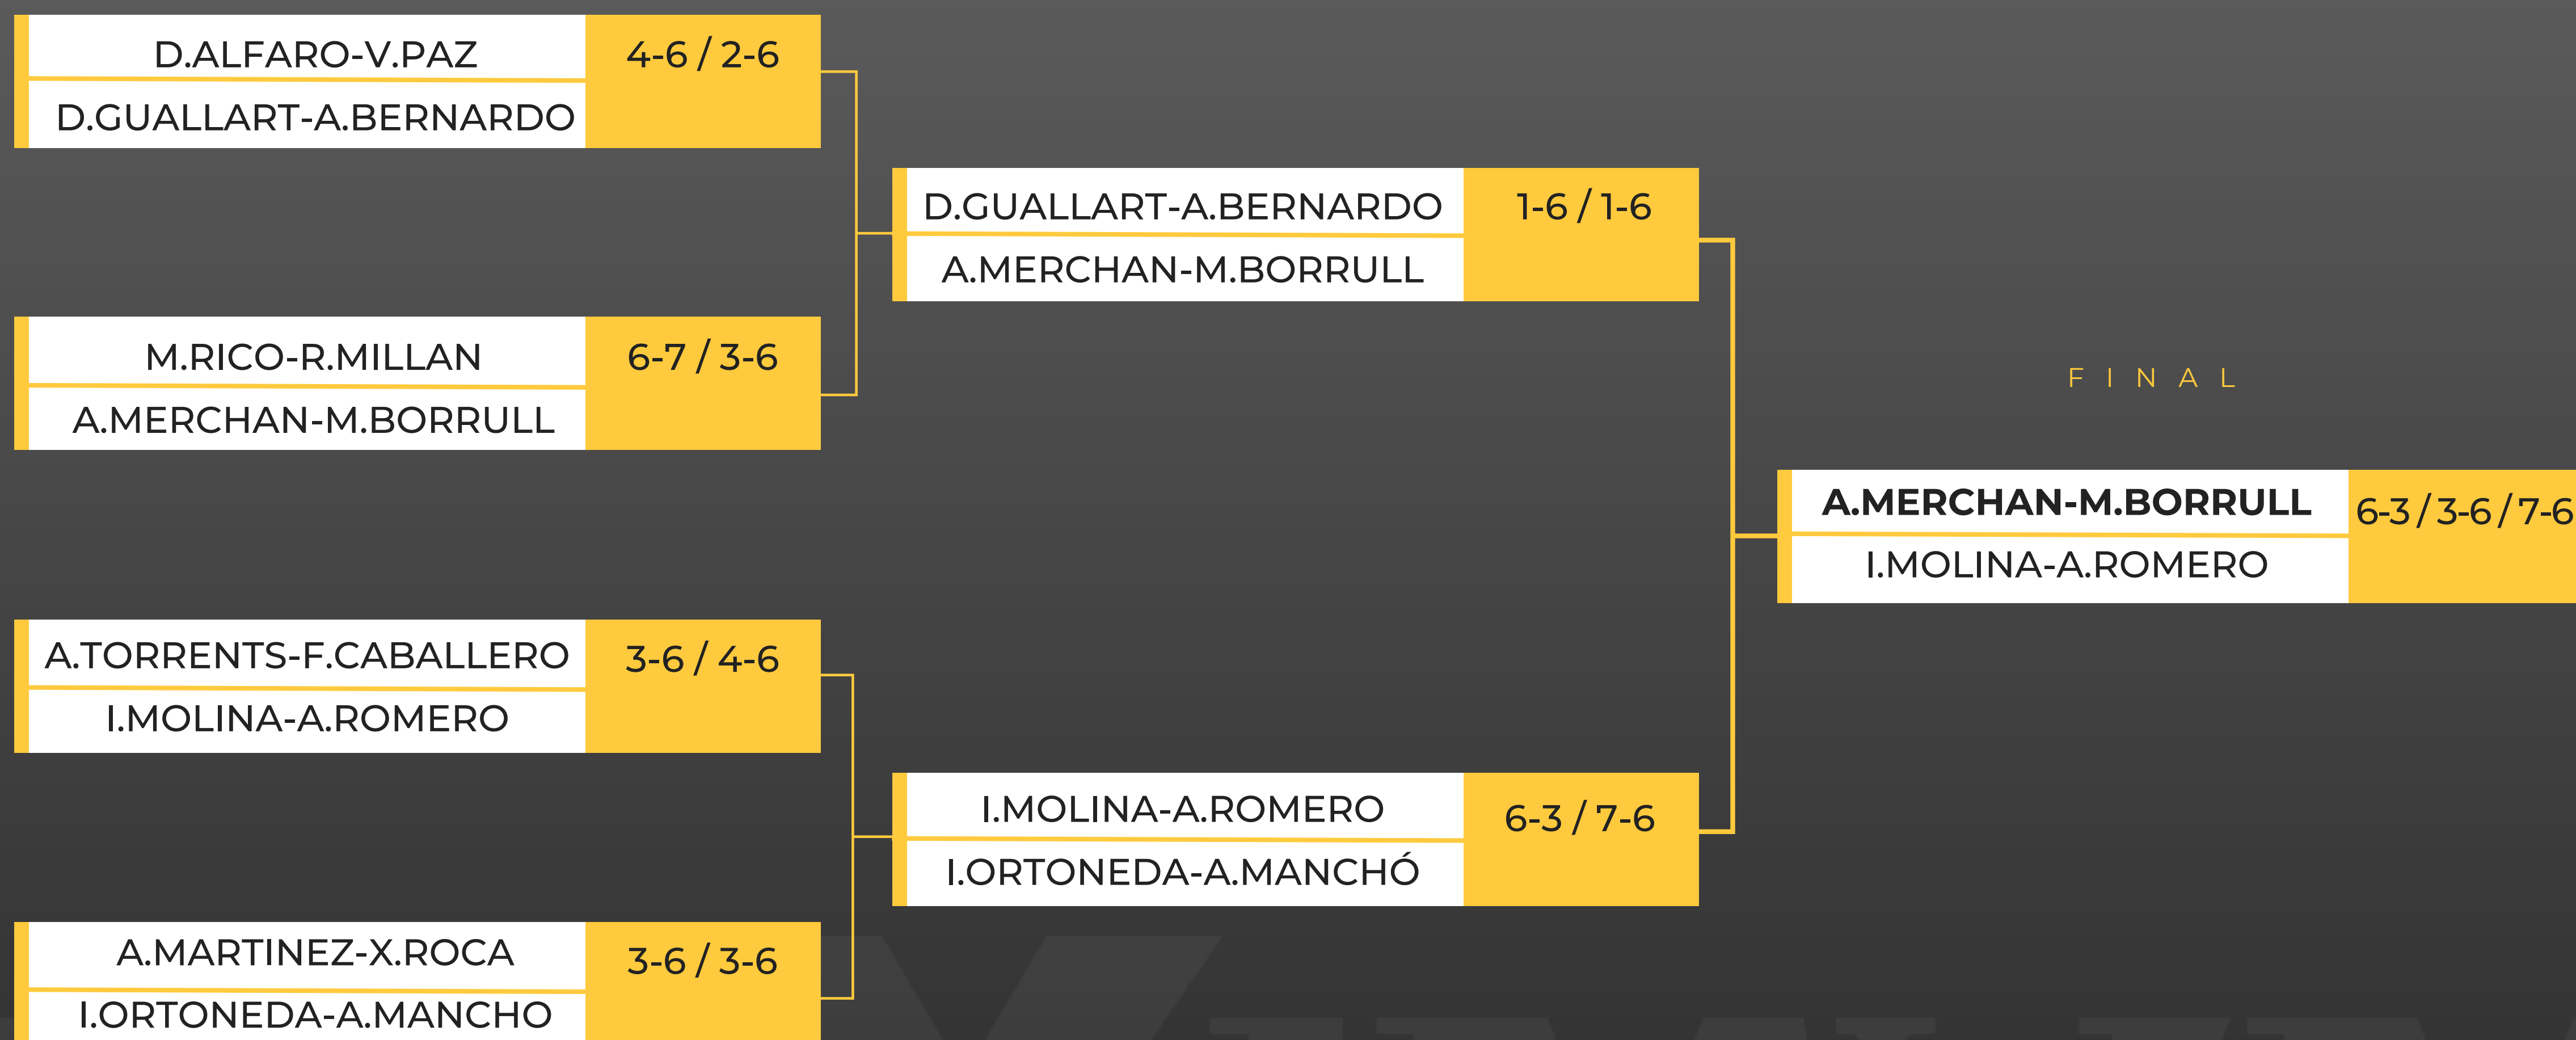 D.ALFARO-V.PAZ
4-6 / 2-6
D.GUALLART-A.BERNARDO
M.RICO-R.MILLAN
6-7 / 3-6
A.MERCHAN-M.BORRULL
A.TORRENTS-F.CABALLERO
3-6 / 4-6
I.MOLINA-A.ROMERO
A.MARTINEZ-X.ROCA
3-6 / 3-6
I.ORTONEDA-A.MANCHO
D.GUALLART-A.BERNARDO
1-6 / 1-6
A.MERCHAN-M.BORRULL
I.MOLINA-A.ROMERO
6-3 / 7-6
I.ORTONEDA-A.MANCHÓ
FINAL
A.MERCHAN-M.BORRULL
6-3 / 3-6 / 7-6
I.MOLINA-A.ROMERO